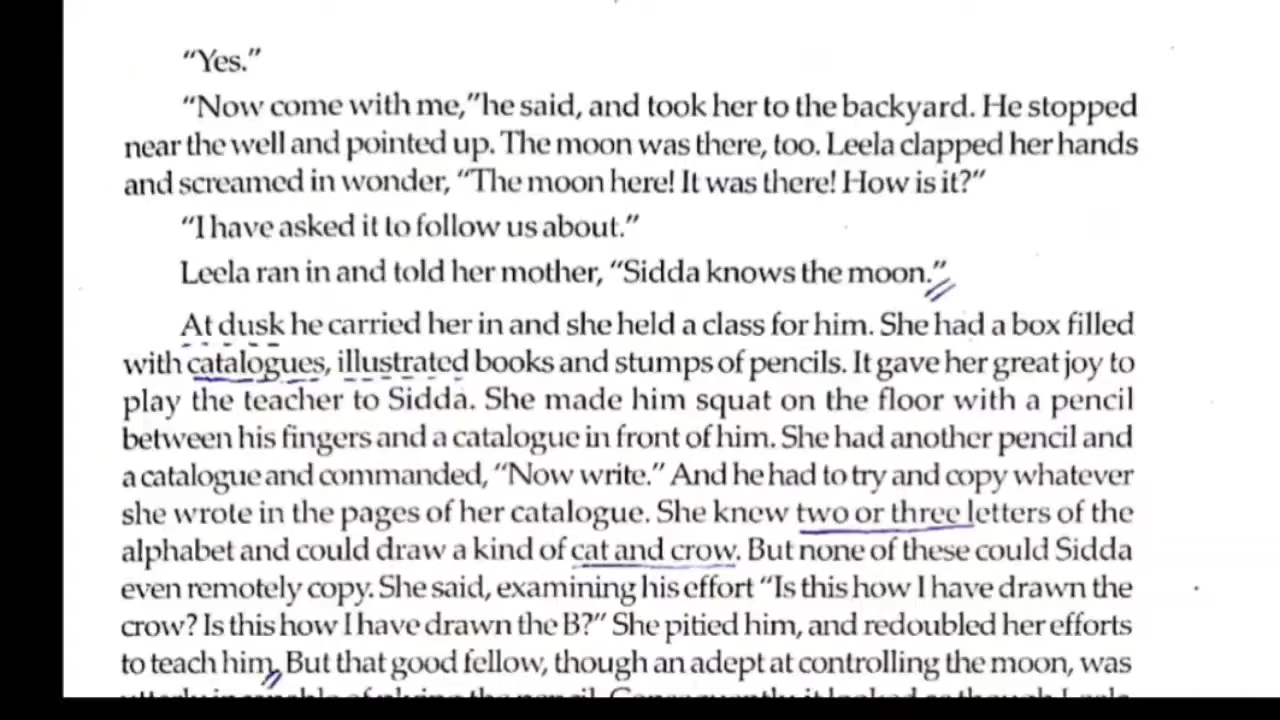 “Yes.”
“Now come with me,”he said, and took her to the backyard. He stopped
near the well and pointed up. The moon was there, too. Leela clapped her hands
and screamed in wonder, “The moon here! It was there! How is it?”
“I have asked it to follow us about.”
Leela ran in and told her mother, “Sidda knows the moon.”
At dusk he carried her in and she held a class for him. She had a box filled
with catalogues, illustrated books and stumps of pencils. It gave her great joy to
play the teacher to Sidda. She made him squat on the floor with a pencil
between his fingers and a catalogue in front of him. She had another pencil and
a catalogue and commanded, “Now write.” And he had to try and copy whatever
she wrote in the pages of her catalogue. She knew two or three letters of the
alphabet and could draw a kind of cat and crow. But none of these could Sidda
even remotely copy. She said, examining his effort “Is this how I have drawn the
crow? Is this how I have drawn the B?” She pitied him, and redoubled her efforts
to teach him. But that good fellow, though an adept at controlling the moon, was